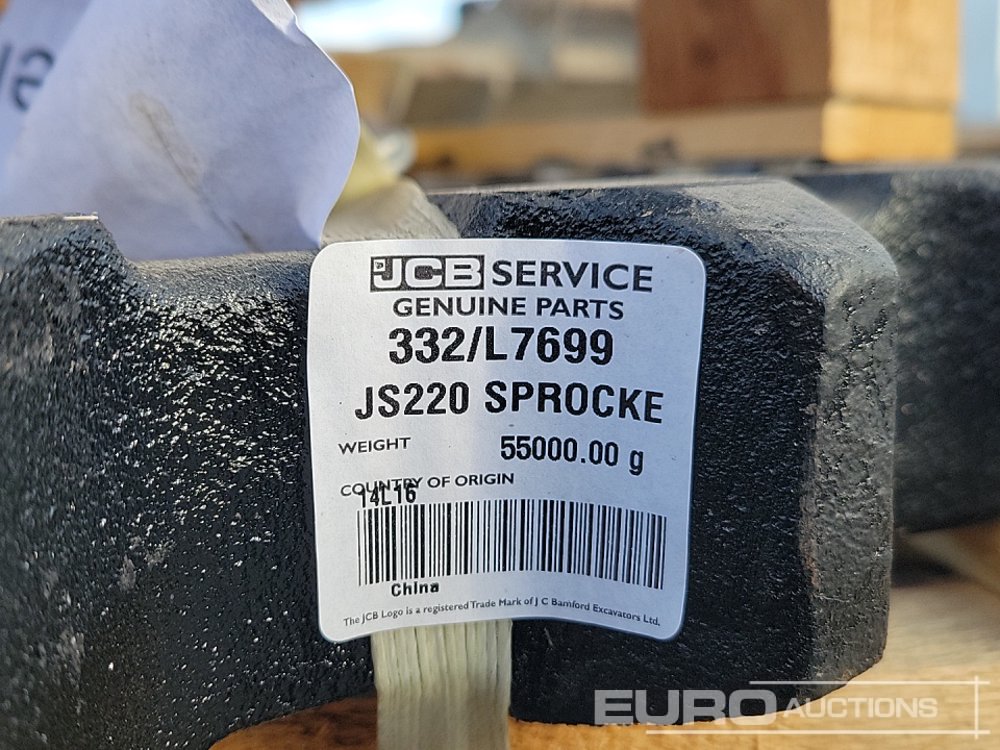 JCB SERVICE
GENUINE PARTS
332/L7699
JS220 SPROCKE
WEIGHT 55000.00 g
COUNTRY OF ORIGIN
14L16
China
The JCB Logo is a registered Trade Mark of J C Bamford Excavators Ltd.
EURO AUCTIONS